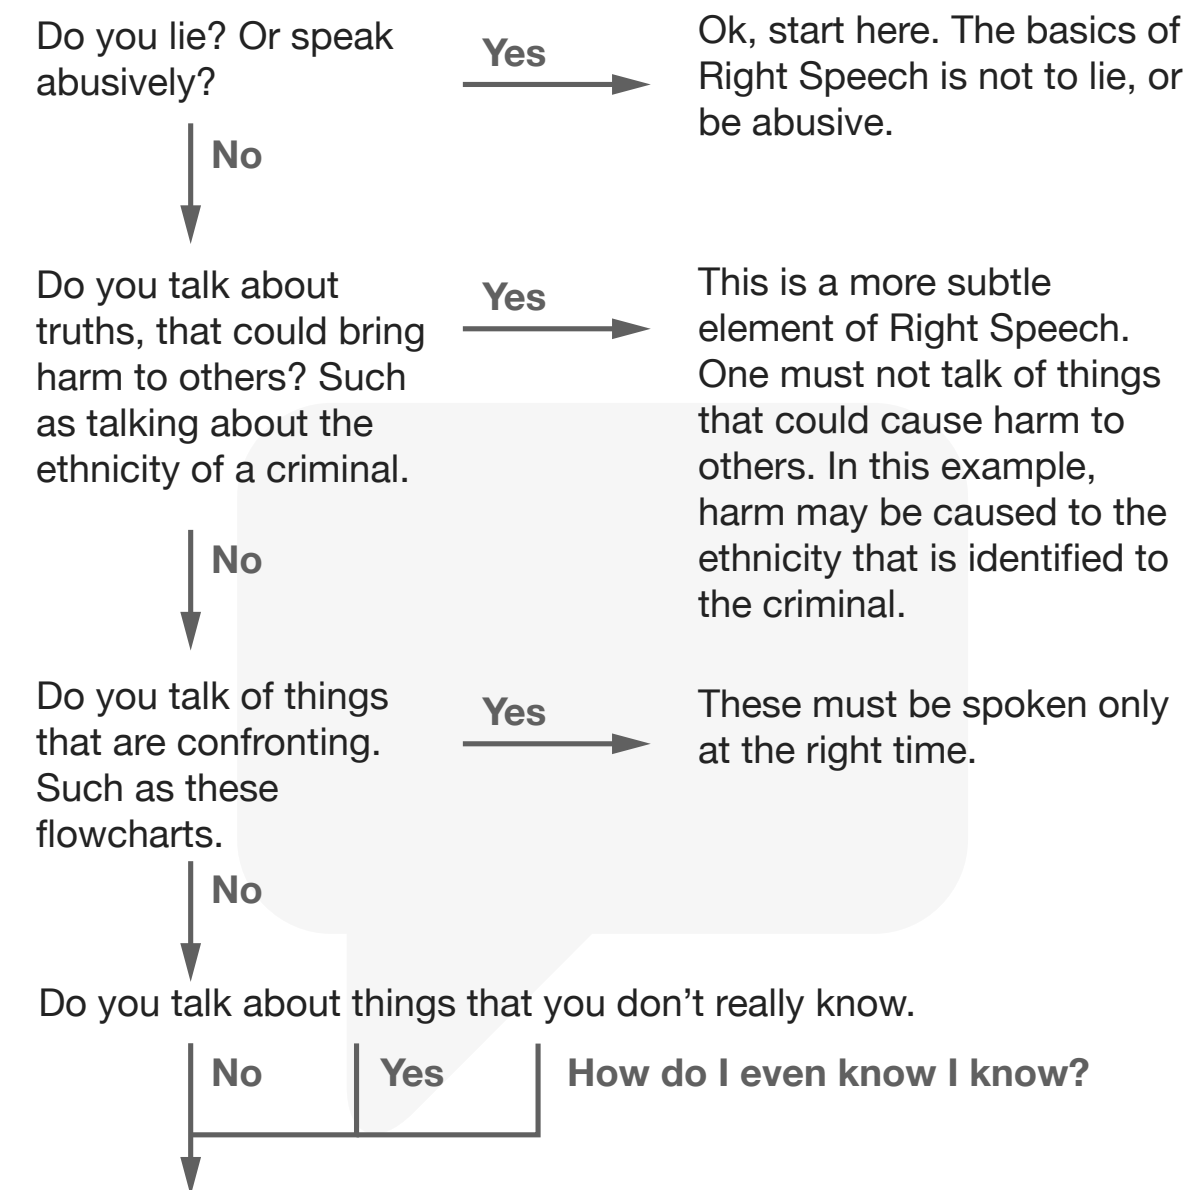 Do you lie? Or speak
abusively?
Yes
Ok, start here. The basics of
Right Speech is not to lie, or
be abusive.
No
Do you talk about
truths, that could bring
harm to others? Such
as talking about the
ethnicity of a criminal.
Yes
This is a more subtle
element of Right Speech.
One must not talk of things
that could cause harm to
others. In this example,
harm may be caused to the
ethnicity that is identified to
the criminal.
No
Do you talk of things
that are confronting.
Such as these
flowcharts.
Yes
These must be spoken only
at the right time.
No
Do you talk about things that you don’t really know.
No
Yes
How do I even know I know?